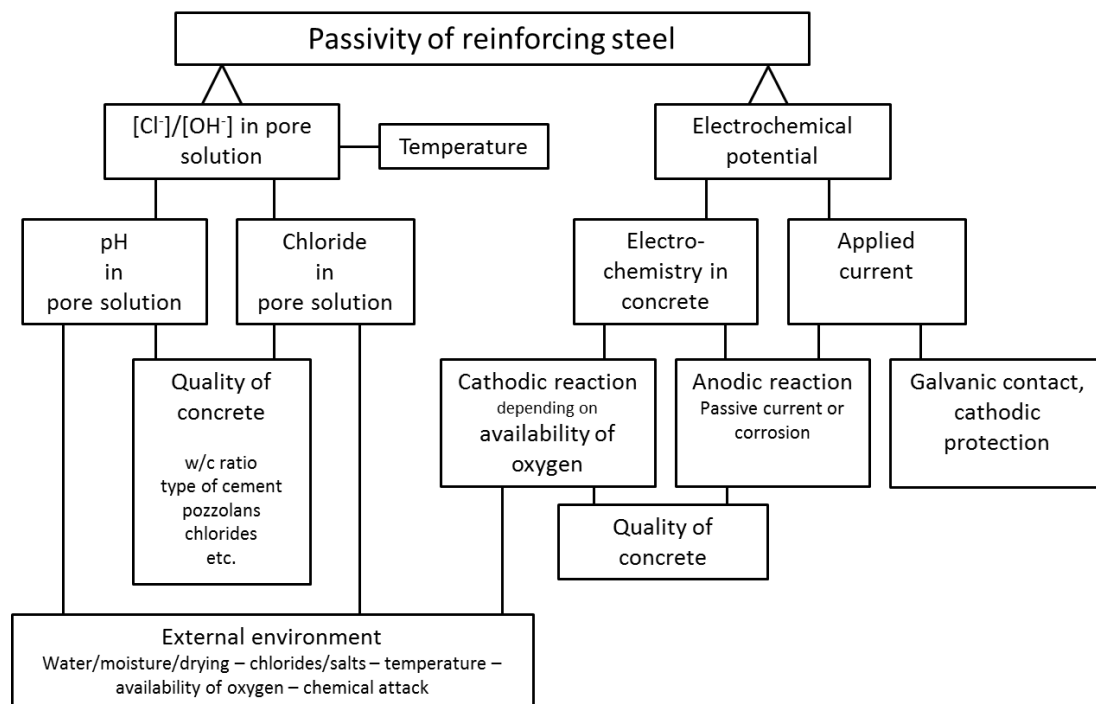 Passivity of reinforcing steel
[Cl⁻]/[OH⁻] in pore
solution
Temperature
Electrochemical
potential
pH
in
pore solution
Chloride
in
pore solution
Electro-
chemistry in
concrete
Applied
current
Quality of
concrete
w/c ratio
type of cement
pozzolans
chlorides
etc.
Cathodic reaction
depending on
availability of
oxygen
Anodic reaction
Passive current or
corrosion
Galvanic contact,
cathodic
protection
Quality of
concrete
External environment
Water/moisture/drying – chlorides/salts – temperature –
availability of oxygen – chemical attack